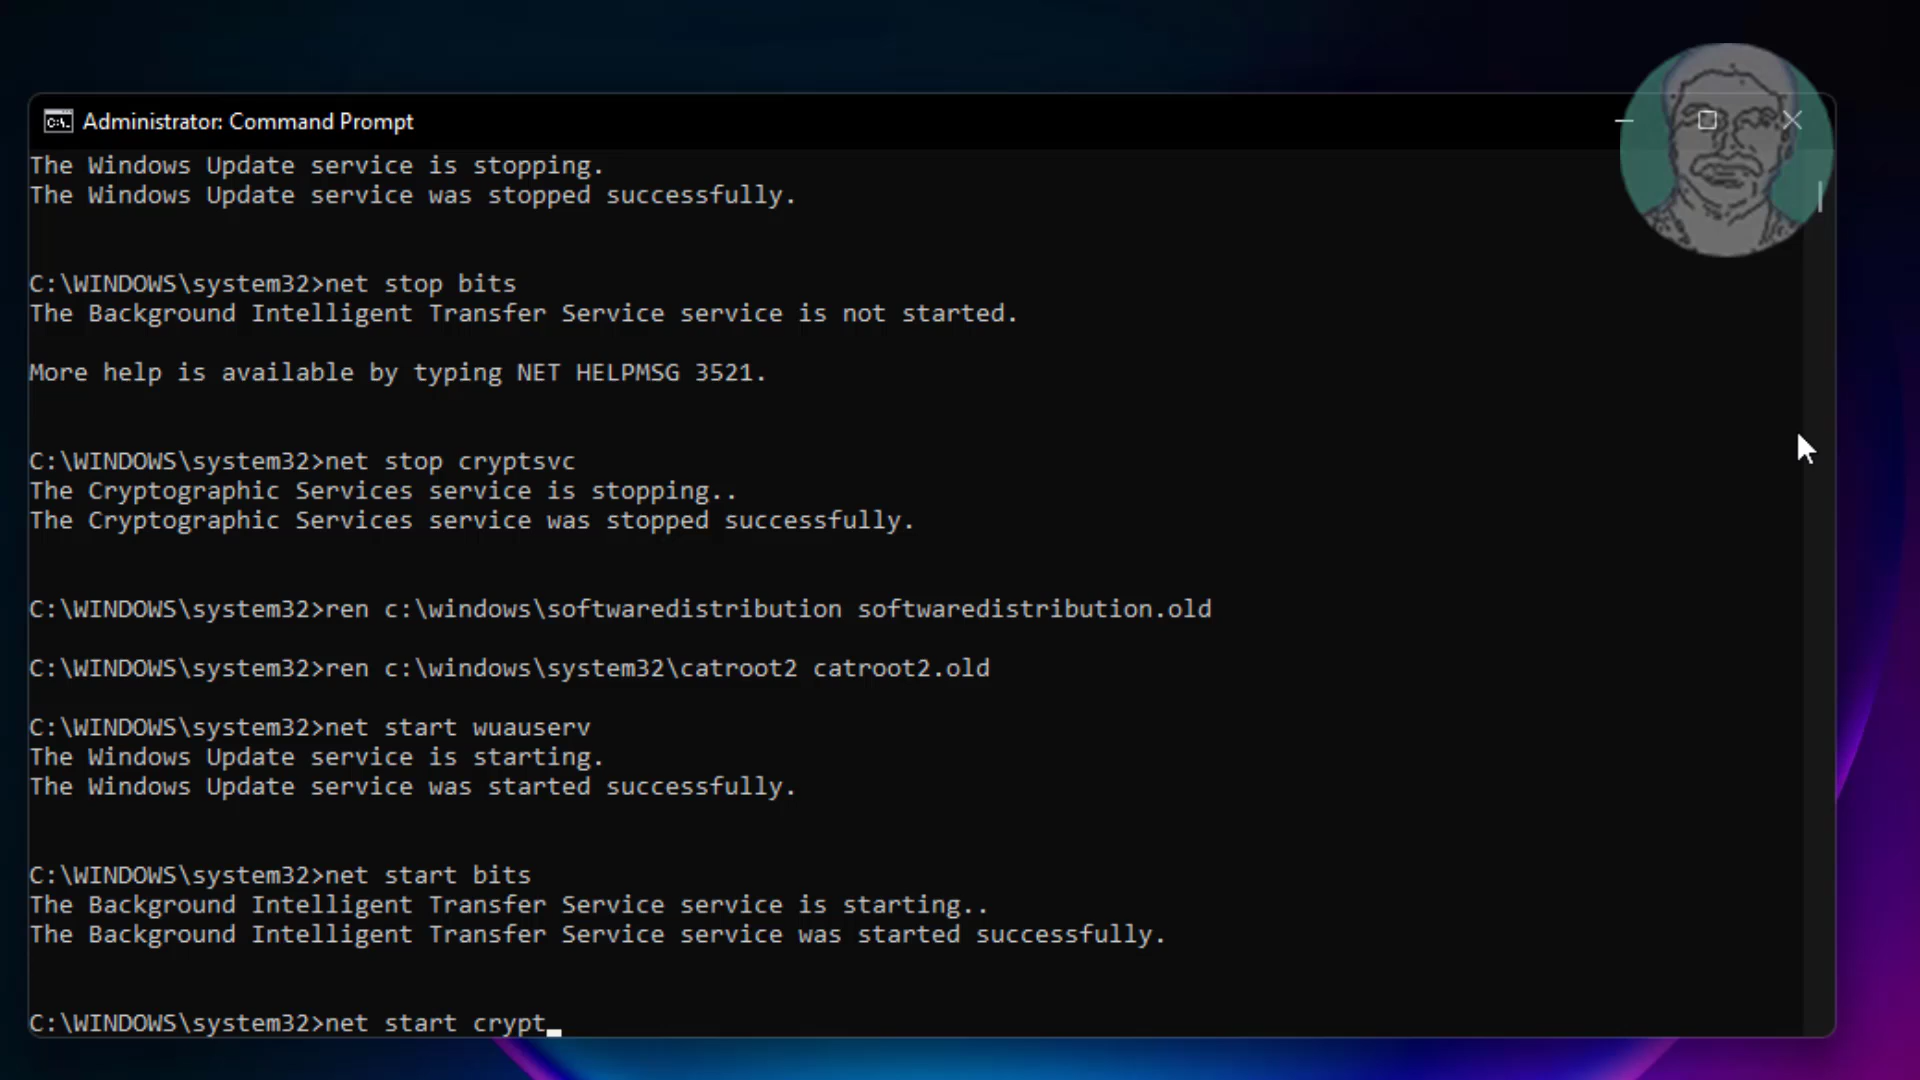 Administrator: Command Prompt
The Windows Update service is stopping.
The Windows Update service was stopped successfully.
C:\WINDOWS\system32>net stop bits
The Background Intelligent Transfer Service service is not started.
More help is available by typing NET HELPMSG 3521.
C:\WINDOWS\system32>net stop cryptsvc
The Cryptographic Services service is stopping..
The Cryptographic Services service was stopped successfully.
C:\WINDOWS\system32>ren c:\windows\softwaredistribution softwaredistribution.old
C:\WINDOWS\system32>ren c:\windows\system32\catroot2 catroot2.old
C:\WINDOWS\system32>net start wuauserv
The Windows Update service is starting.
The Windows Update service was started successfully.
C:\WINDOWS\system32>net start bits
The Background Intelligent Transfer Service service is starting..
The Background Intelligent Transfer Service service was started successfully.
C:\WINDOWS\system32>net start crypt